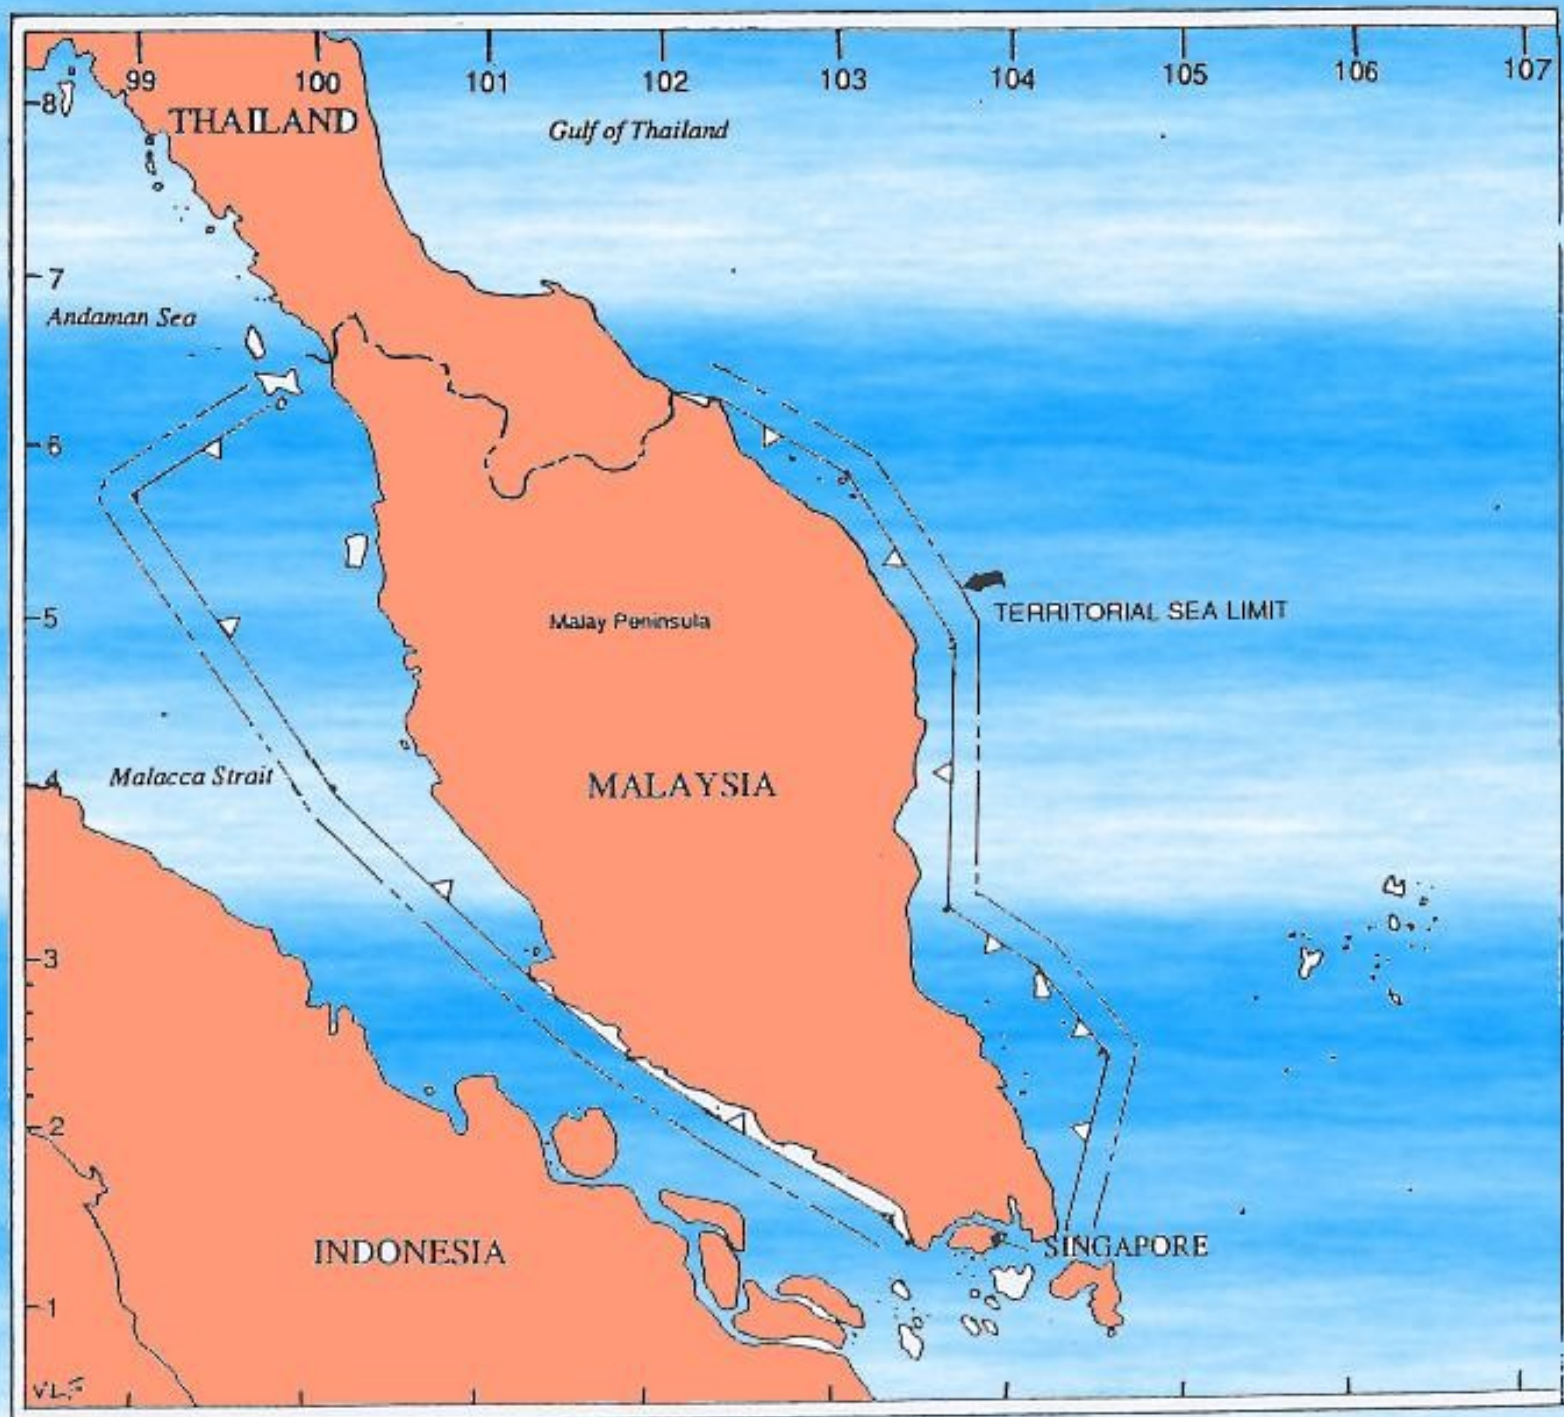 99 100 101 102 103 104 105 106 107
8
THAILAND
Gulf of Thailand
7
Andaman Sea
6
TERRITORIAL SEA LIMIT
5
Malay Peninsula
4
Malacca Strait
MALAYSIA
3
2
INDONESIA
SINGAPORE
1
VLF